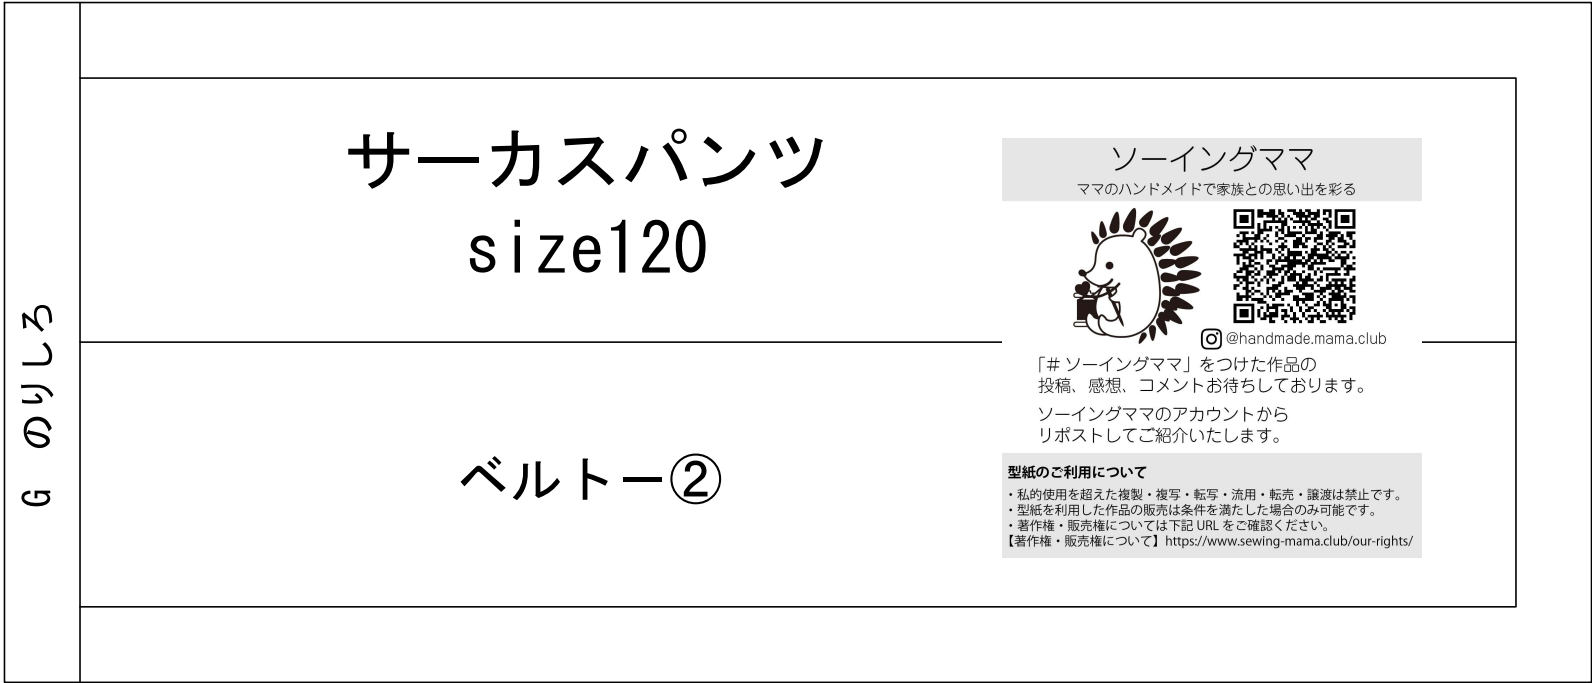 G のりしろ
サーカスパンツ
size120
ベルトー②
ソーイングママ
ママのハンドメイドで家族との思い出を彩る
@handmade.mama.club
「# ソーイングママ」をつけた作品の
投稿、感想、コメントお待ちしております。
ソーイングママのアカウントから
リポストしてご紹介いたします。
型紙のご利用について
・私的使用を超えた複製・複写・転写・流用・転売・譲渡は禁止です。
・型紙を利用した作品の販売は条件を満たした場合のみ可能です。
・著作権・販売権については下記 URL をご確認ください。
【著作権・販売権について】https://www.sewing-mama.club/our-rights/